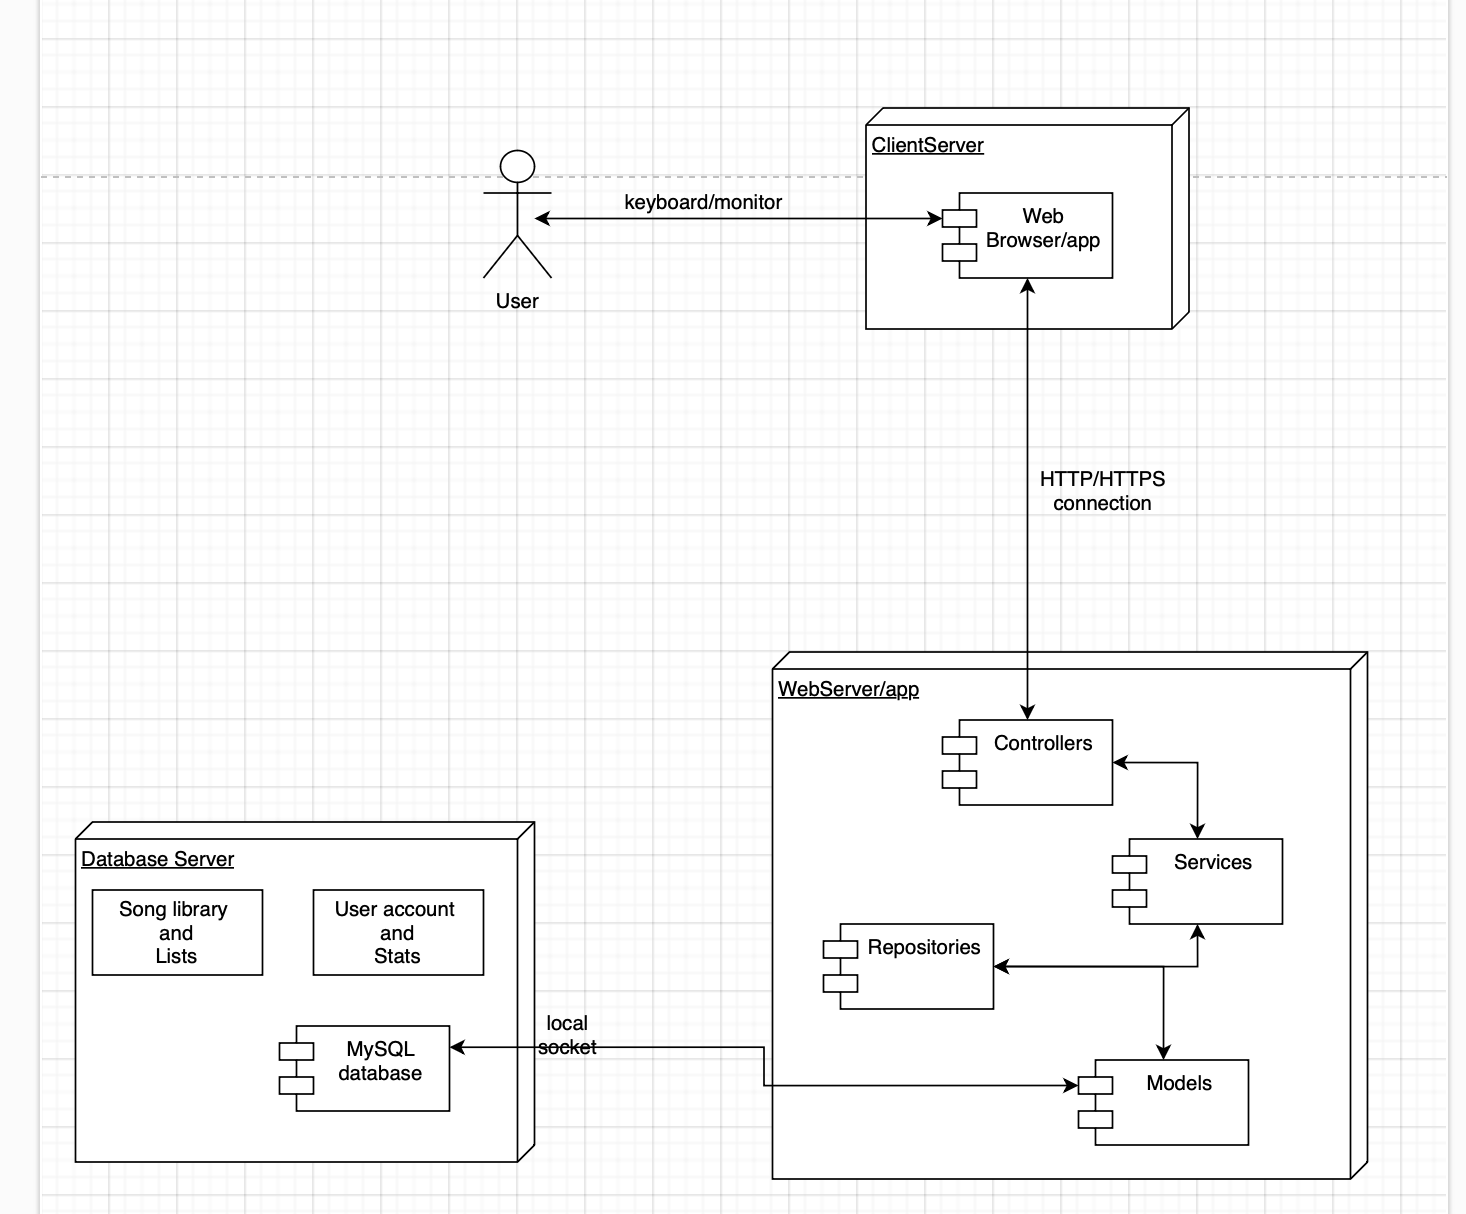 ClientServer
keyboard/monitor
Web
Browser/app
User
HTTP/HTTPS
connection
WebServer/app
Controllers
Services
Repositories
Models
Database Server
Song library
and
Lists
User account
and
Stats
local
socket
MySQL
database